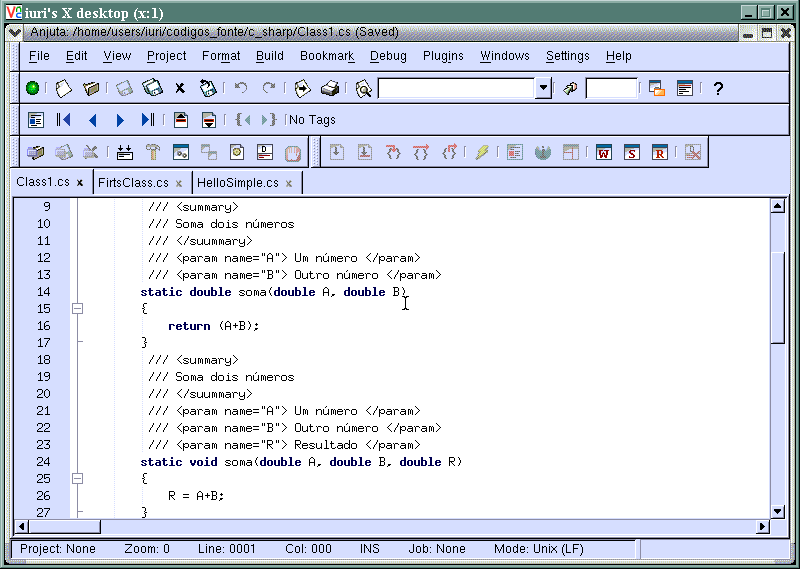 iuri's X desktop (x:1)
Anjuta: /home/users/iuri/codigos_fonte/c_sharp/Class1.cs (Saved)
File Edit View Project Format Build Bookmark Debug Plugins Windows Settings Help
No Tags
Class1.cs x FirtsClass.cs x HelloSimple.cs x
9 /// <summary>
10 /// Soma dois números
11 /// </suummary>
12 /// <param name="A"> Um número </param>
13 /// <param name="B"> Outro número </param>
14 static double soma(double A, double B)
15 {
16 return (A+B);
17 }
18 /// <summary>
19 /// Soma dois números
20 /// </suummary>
21 /// <param name="A"> Um número </param>
22 /// <param name="B"> Outro número </param>
23 /// <param name="R"> Resultado </param>
24 static void soma(double A, double B, double R)
25 {
26 R = A+B;
27 }
Project: None Zoom: 0 Line: 0001 Col: 000 INS Job: None Mode: Unix (LF)